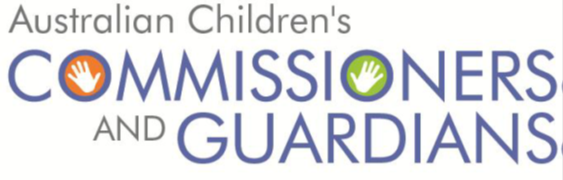 Australian Children's
COMMISSIONERS
AND GUARDIANS